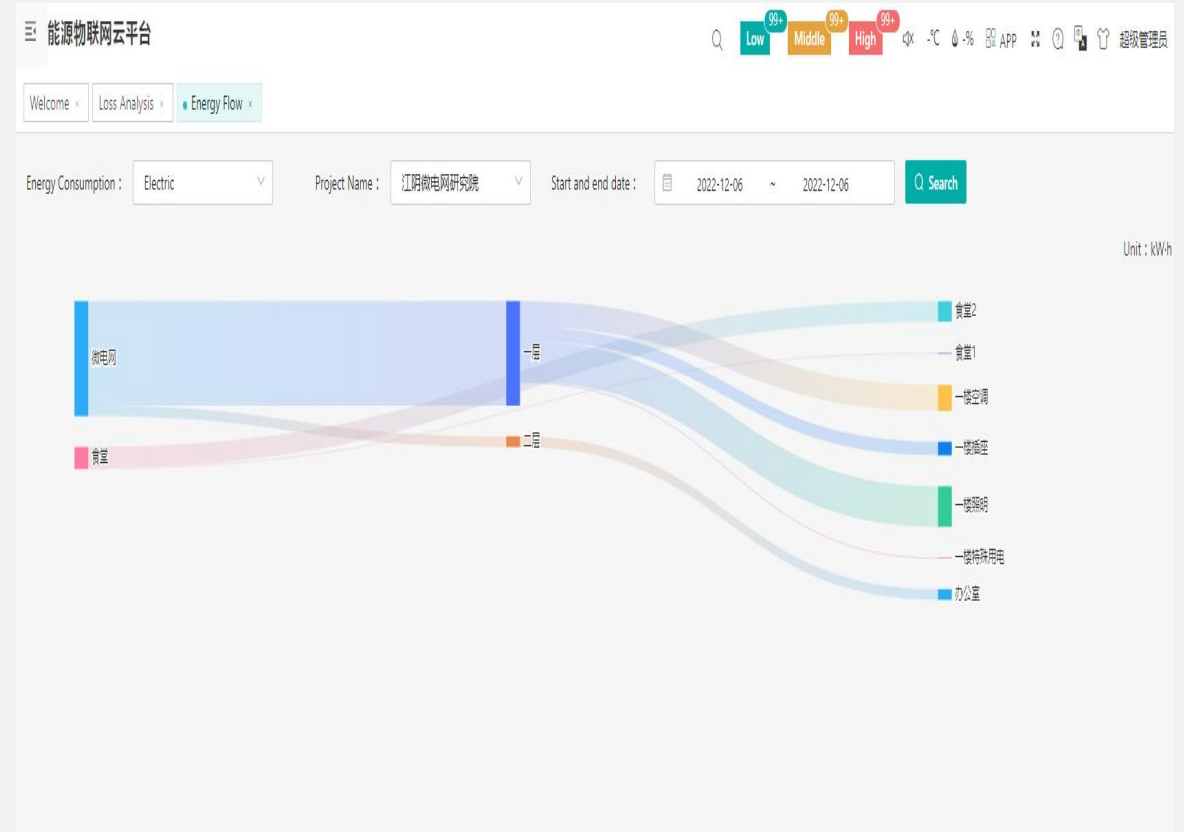 能源物联网云平台
Low 99+ Middle 99+ High 99+ -℃ -% APP 超级管理员
Welcome × Loss Analysis × Energy Flow ×
Energy Consumption： Electric Project Name： 江阴微电网研究院 Start and end date： 2022-12-06 ~ 2022-12-06 Search
Unit：kW·h
食堂2
一层
食堂1
微电网
一楼空调
二层
一楼插座
食堂
一楼照明
一楼特殊用电
办公室